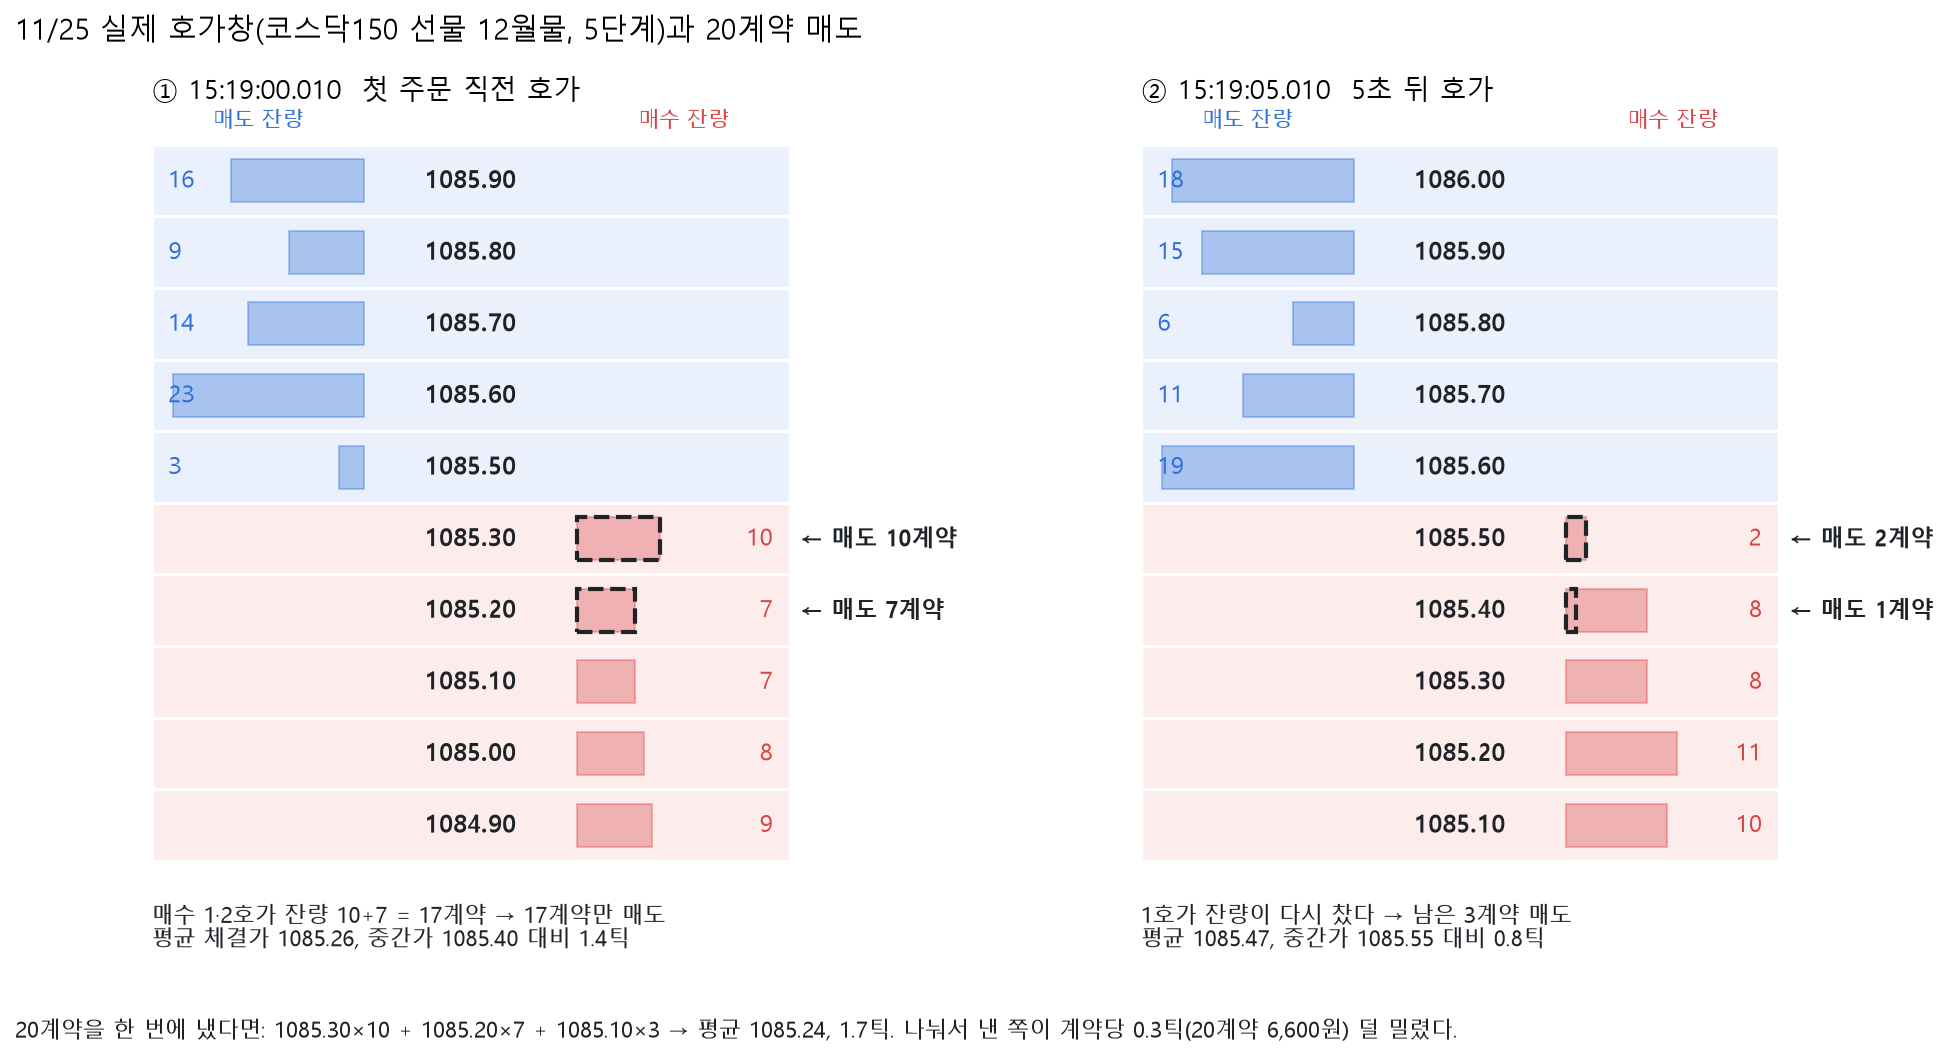 11/25 실제 호가창(코스닥150 선물 12월물, 5단계)과 20계약 매도
① 15:19:00.010 첫 주문 직전 호가
매도 잔량 매수 잔량
16 1085.90
9 1085.80
14 1085.70
23 1085.60
3 1085.50
1085.30 10 ← 매도 10계약
1085.20 7 ← 매도 7계약
1085.10 7
1085.00 8
1084.90 9
매수 1·2호가 잔량 10+7 = 17계약 → 17계약만 매도
평균 체결가 1085.26, 중간가 1085.40 대비 1.4틱
② 15:19:05.010 5초 뒤 호가
매도 잔량 매수 잔량
18 1086.00
15 1085.90
6 1085.80
11 1085.70
19 1085.60
1085.50 2 ← 매도 2계약
1085.40 8 ← 매도 1계약
1085.30 8
1085.20 11
1085.10 10
1호가 잔량이 다시 찼다 → 남은 3계약 매도
평균 1085.47, 중간가 1085.55 대비 0.8틱
20계약을 한 번에 냈다면: 1085.30×10 + 1085.20×7 + 1085.10×3 → 평균 1085.24, 1.7틱. 나눠서 낸 쪽이 계약당 0.3틱(20계약 6,600원) 덜 밀렸다.